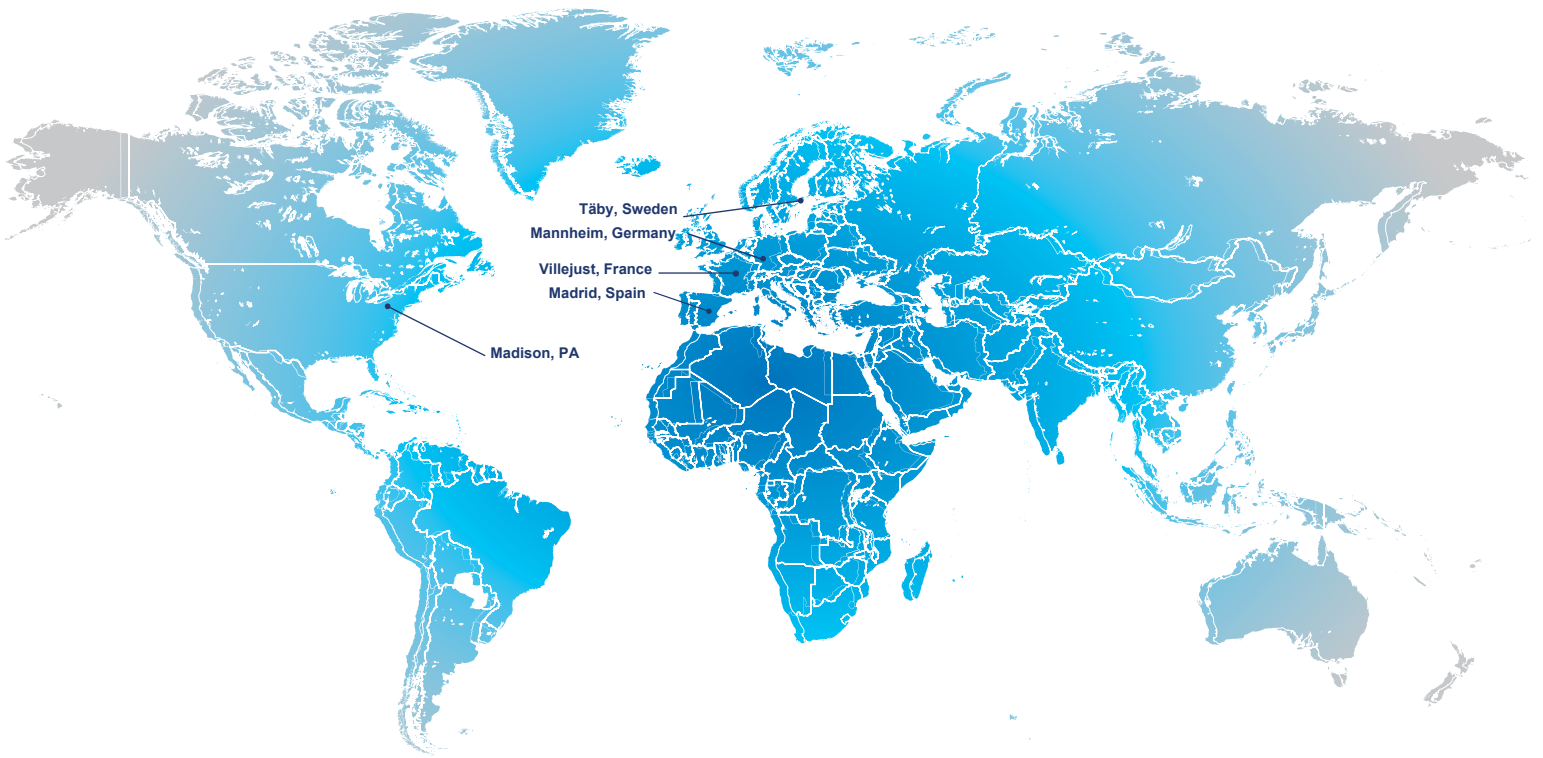 Täby, Sweden
Mannheim, Germany
Villejust, France
Madrid, Spain
Madison, PA